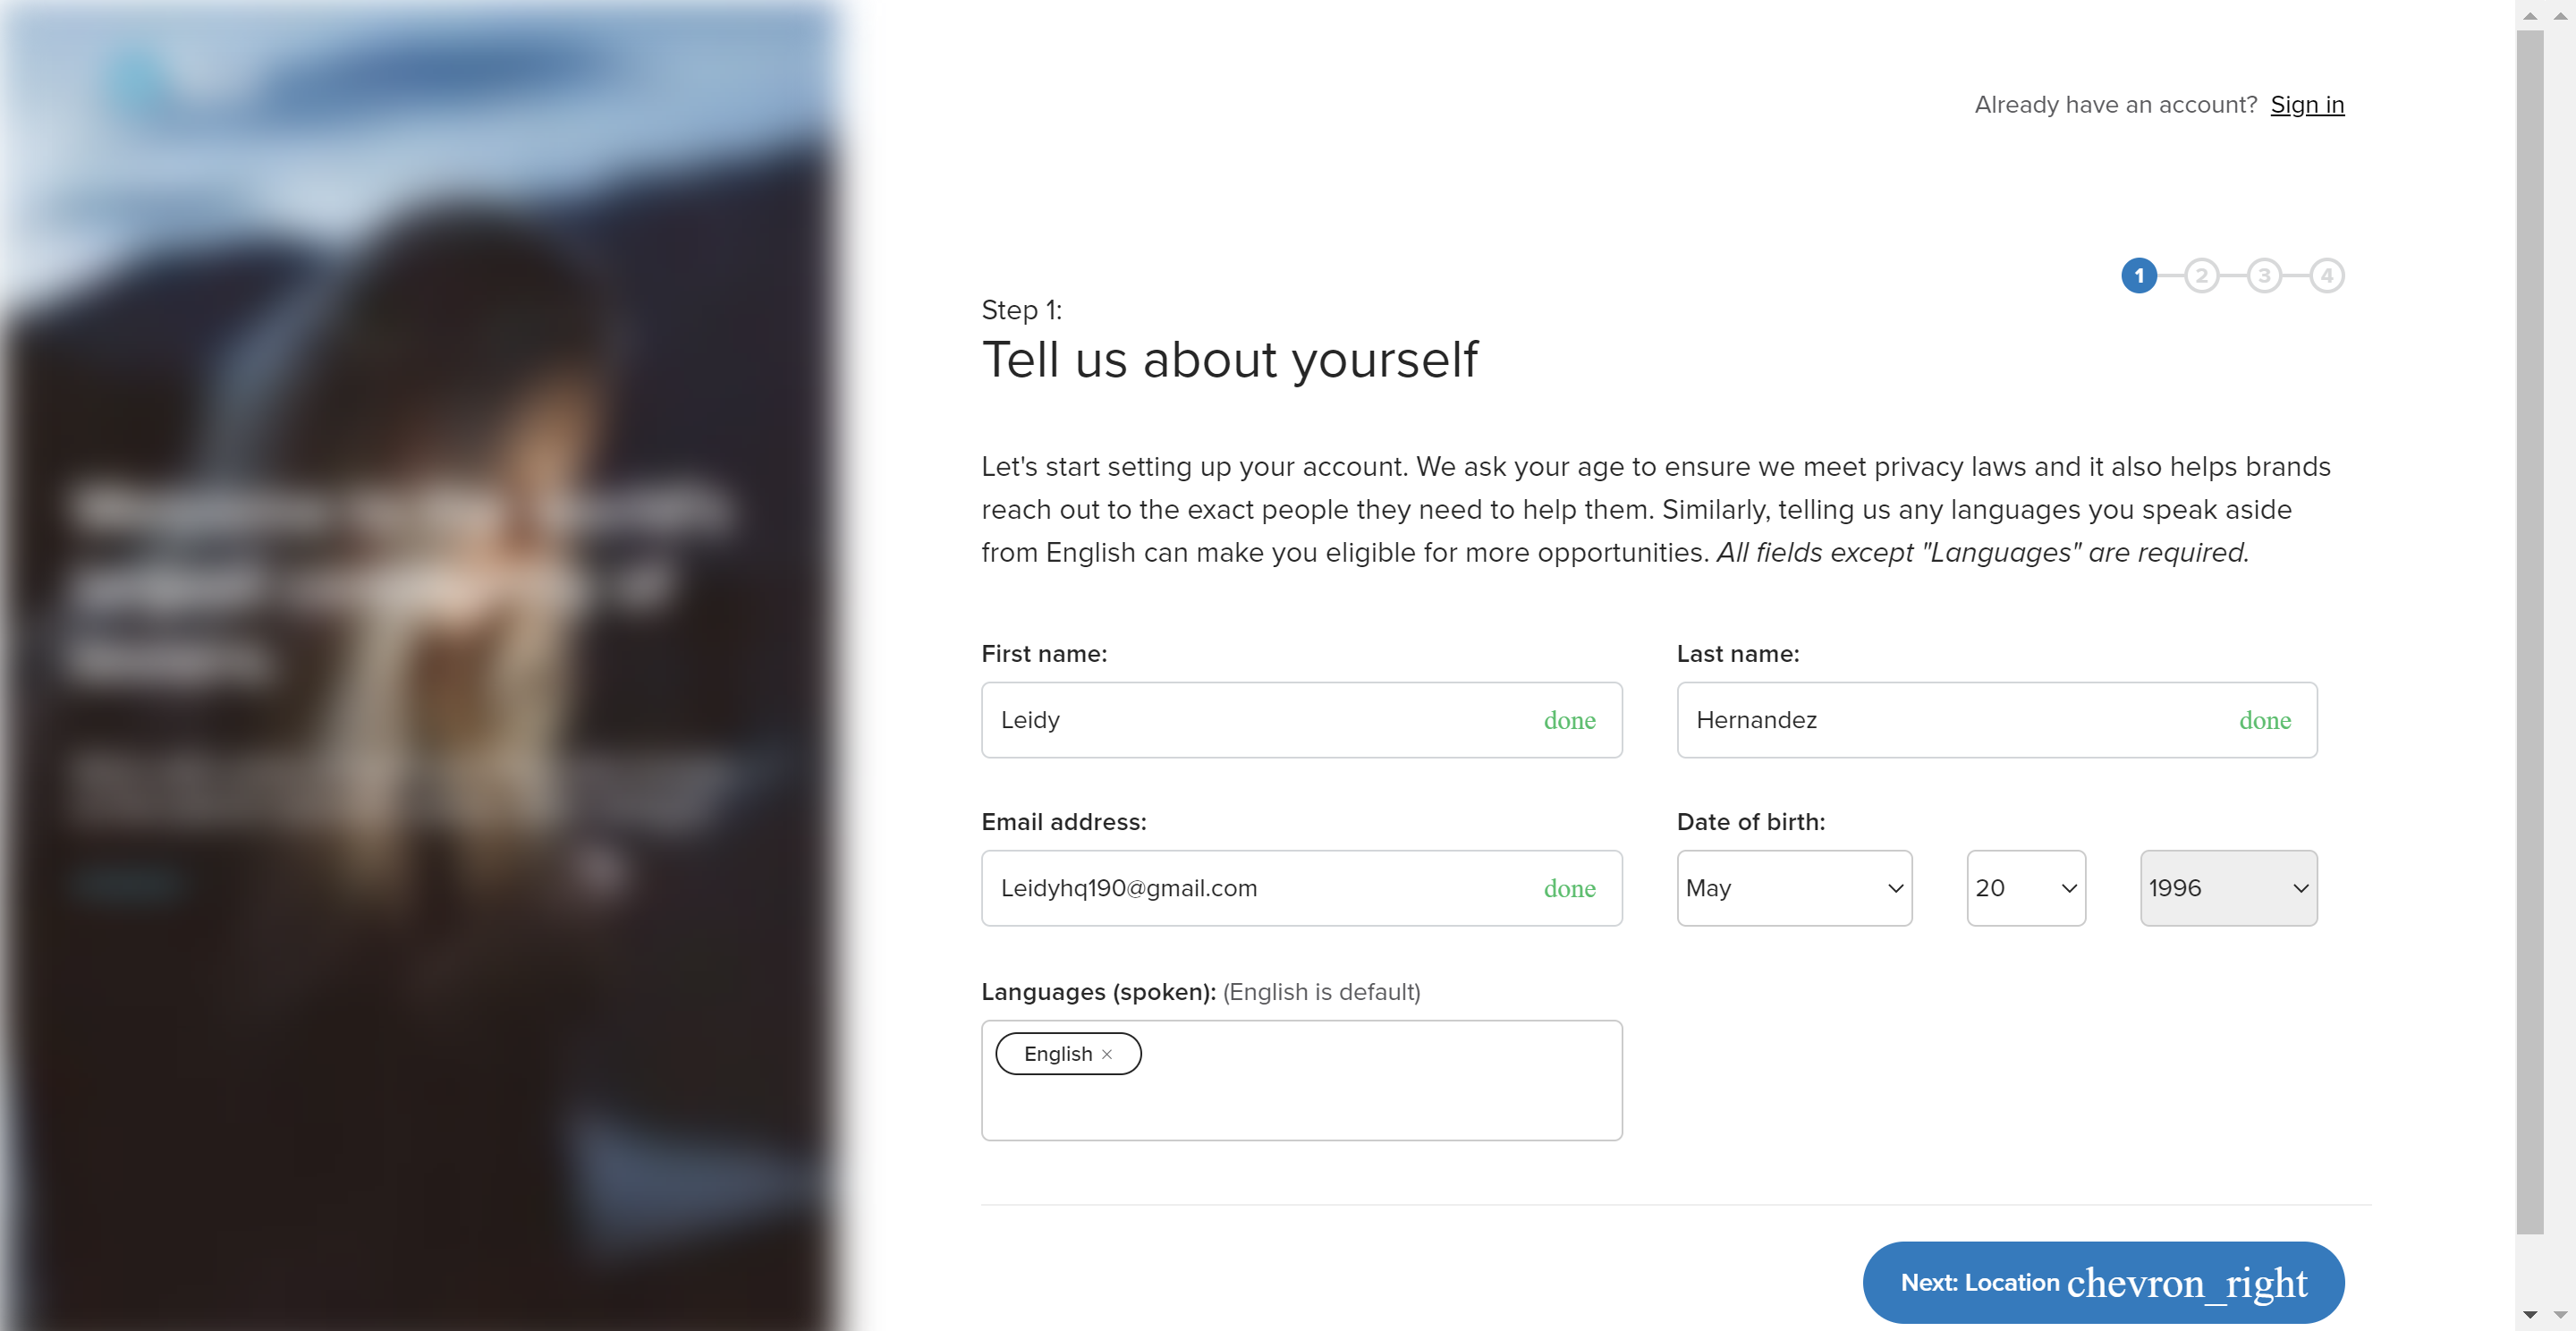 Already have an account? Sign in
1 2 3 4
Step 1:
Tell us about yourself
Let's start setting up your account. We ask your age to ensure we meet privacy laws and it also helps brands
reach out to the exact people they need to help them. Similarly, telling us any languages you speak aside
from English can make you eligible for more opportunities. All fields except "Languages" are required.
First name:
Last name:
Leidy done
Hernandez done
Email address:
Date of birth:
Leidyhq190@gmail.com done
May 20 1996
Languages (spoken): (English is default)
English ×
Next: Location chevron_right